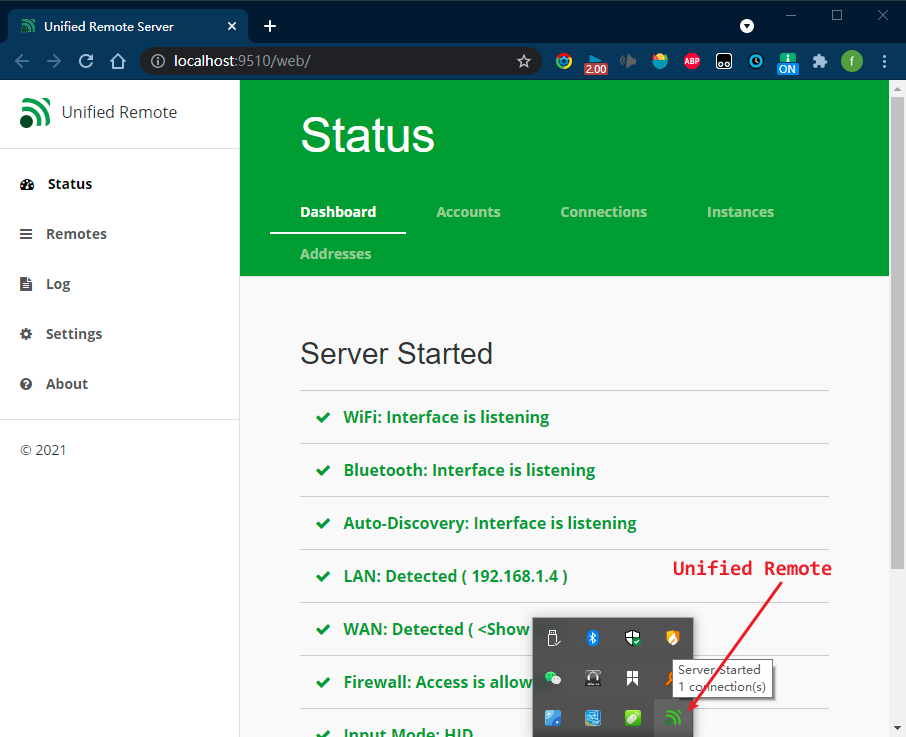 Unified Remote Server
localhost:9510/web/
2.00
ABP
ON
f
Unified Remote
Status
Remotes
Log
Settings
About
© 2021
Status
Dashboard
Accounts
Connections
Instances
Addresses
Server Started
WiFi: Interface is listening
Bluetooth: Interface is listening
Auto-Discovery: Interface is listening
LAN: Detected ( 192.168.1.4 )
WAN: Detected ( <Show
Firewall: Access is allow
Input Mode: HID
Unified Remote
Server Started
1 connection(s)